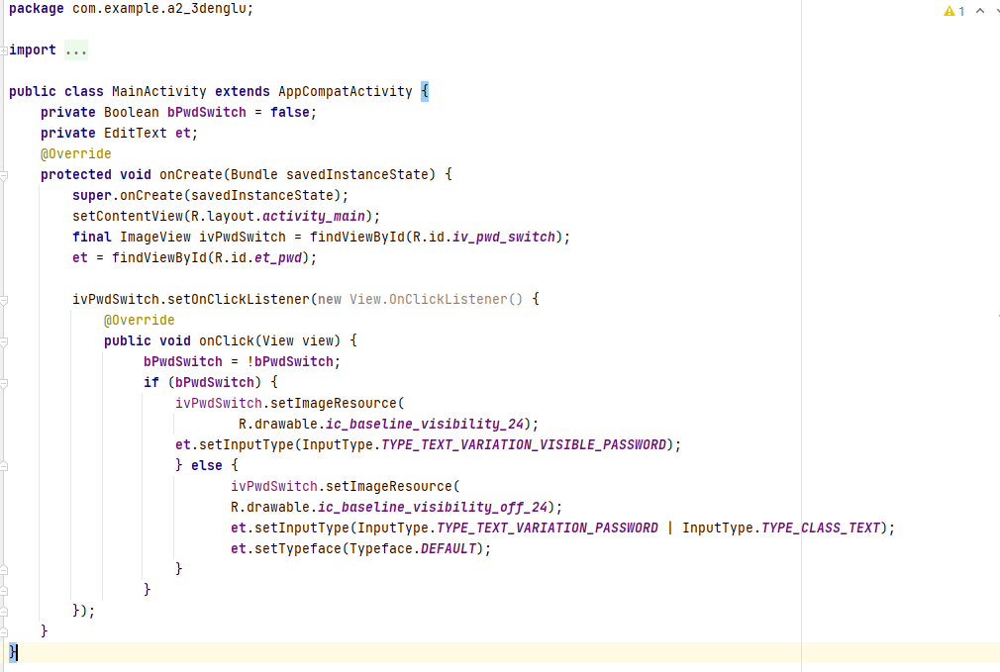 package com.example.a2_3denglu;
1
import ...
public class MainActivity extends AppCompatActivity {
private Boolean bPwdSwitch = false;
private EditText et;
@Override
protected void onCreate(Bundle savedInstanceState) {
super.onCreate(savedInstanceState);
setContentView(R.layout.activity_main);
final ImageView ivPwdSwitch = findViewById(R.id.iv_pwd_switch);
et = findViewById(R.id.et_pwd);
ivPwdSwitch.setOnClickListener(new View.OnClickListener() {
@Override
public void onClick(View view) {
bPwdSwitch = !bPwdSwitch;
if (bPwdSwitch) {
ivPwdSwitch.setImageResource(
R.drawable.ic_baseline_visibility_24);
et.setInputType(InputType.TYPE_TEXT_VARIATION_VISIBLE_PASSWORD);
} else {
ivPwdSwitch.setImageResource(
R.drawable.ic_baseline_visibility_off_24);
et.setInputType(InputType.TYPE_TEXT_VARIATION_PASSWORD | InputType.TYPE_CLASS_TEXT);
et.setTypeface(Typeface.DEFAULT);
}
}
});
}
}